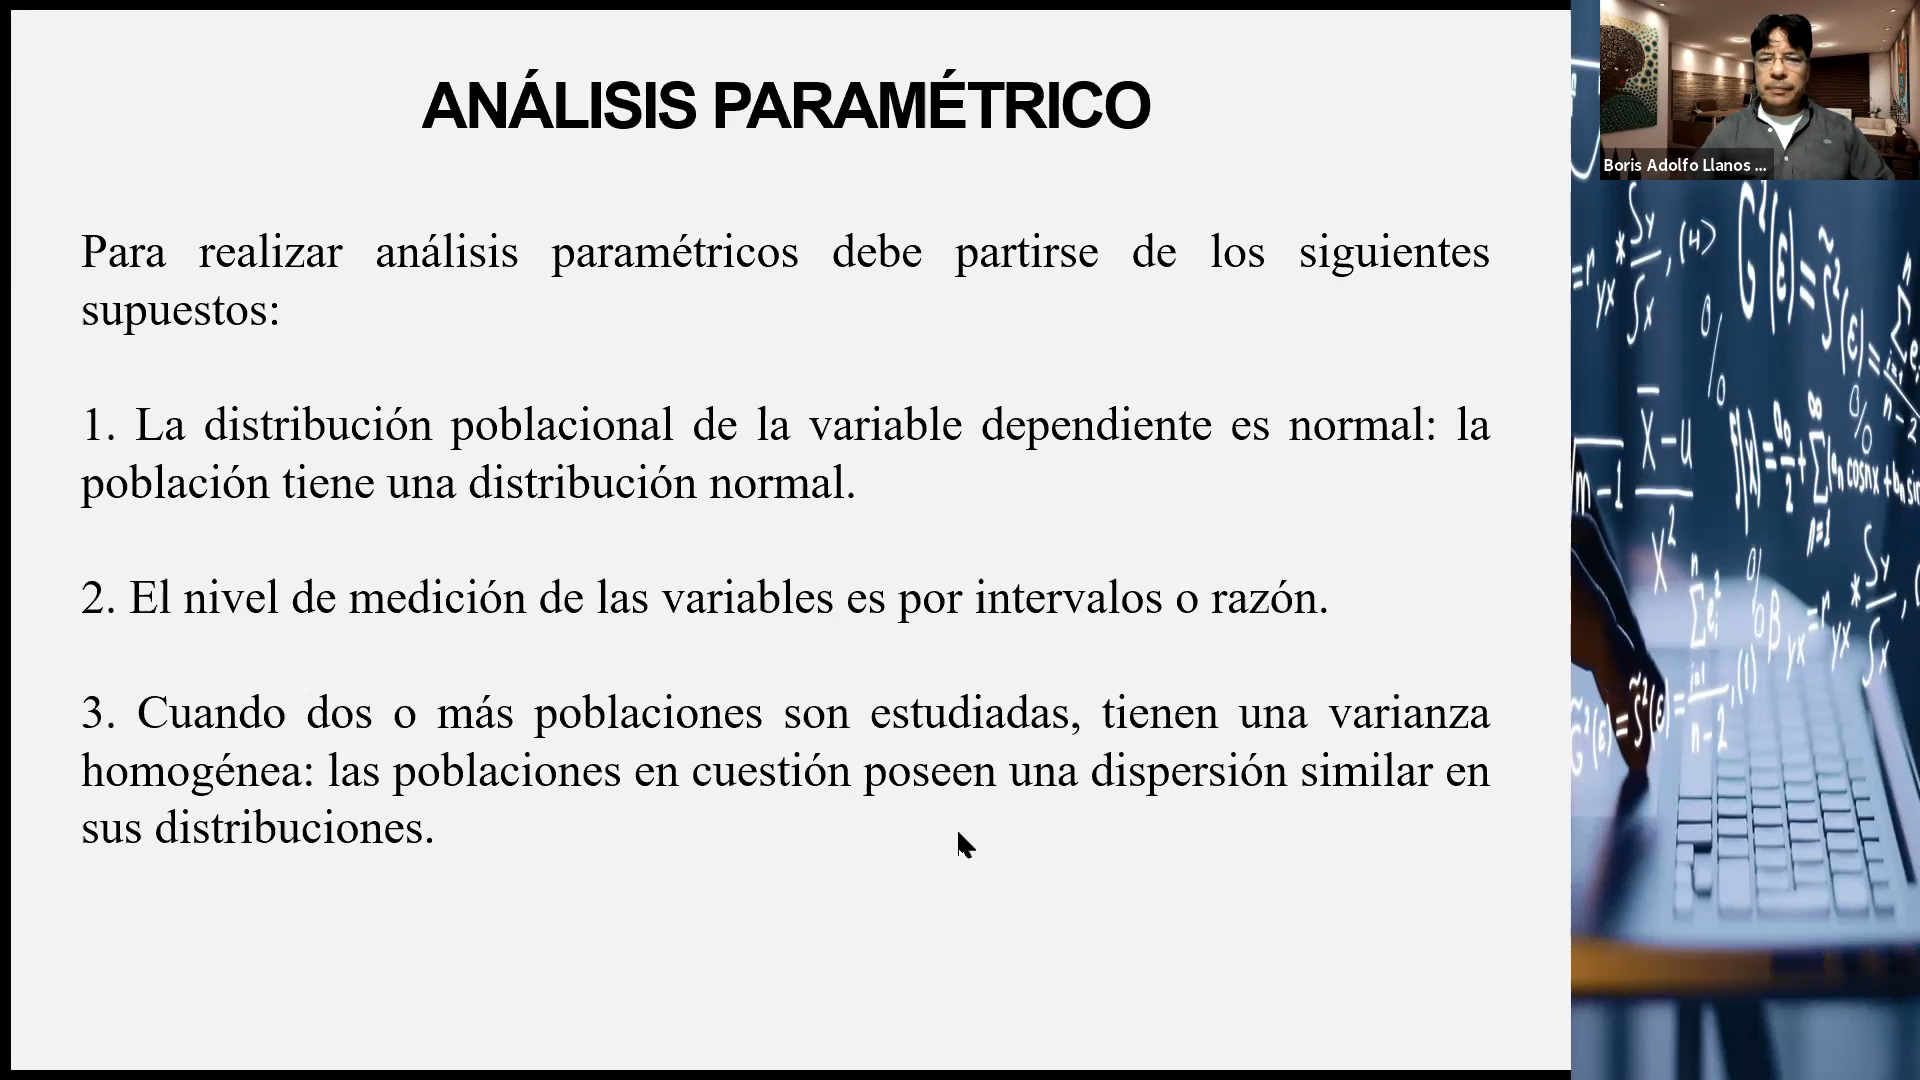 ANÁLISIS PARAMÉTRICO
Para realizar análisis paramétricos debe partirse de los siguientes
supuestos:
1. La distribución poblacional de la variable dependiente es normal: la
población tiene una distribución normal.
2. El nivel de medición de las variables es por intervalos o razón.
3. Cuando dos o más poblaciones son estudiadas, tienen una varianza
homogénea: las poblaciones en cuestión poseen una dispersión similar en
sus distribuciones.
Boris Adolfo Llanos ...